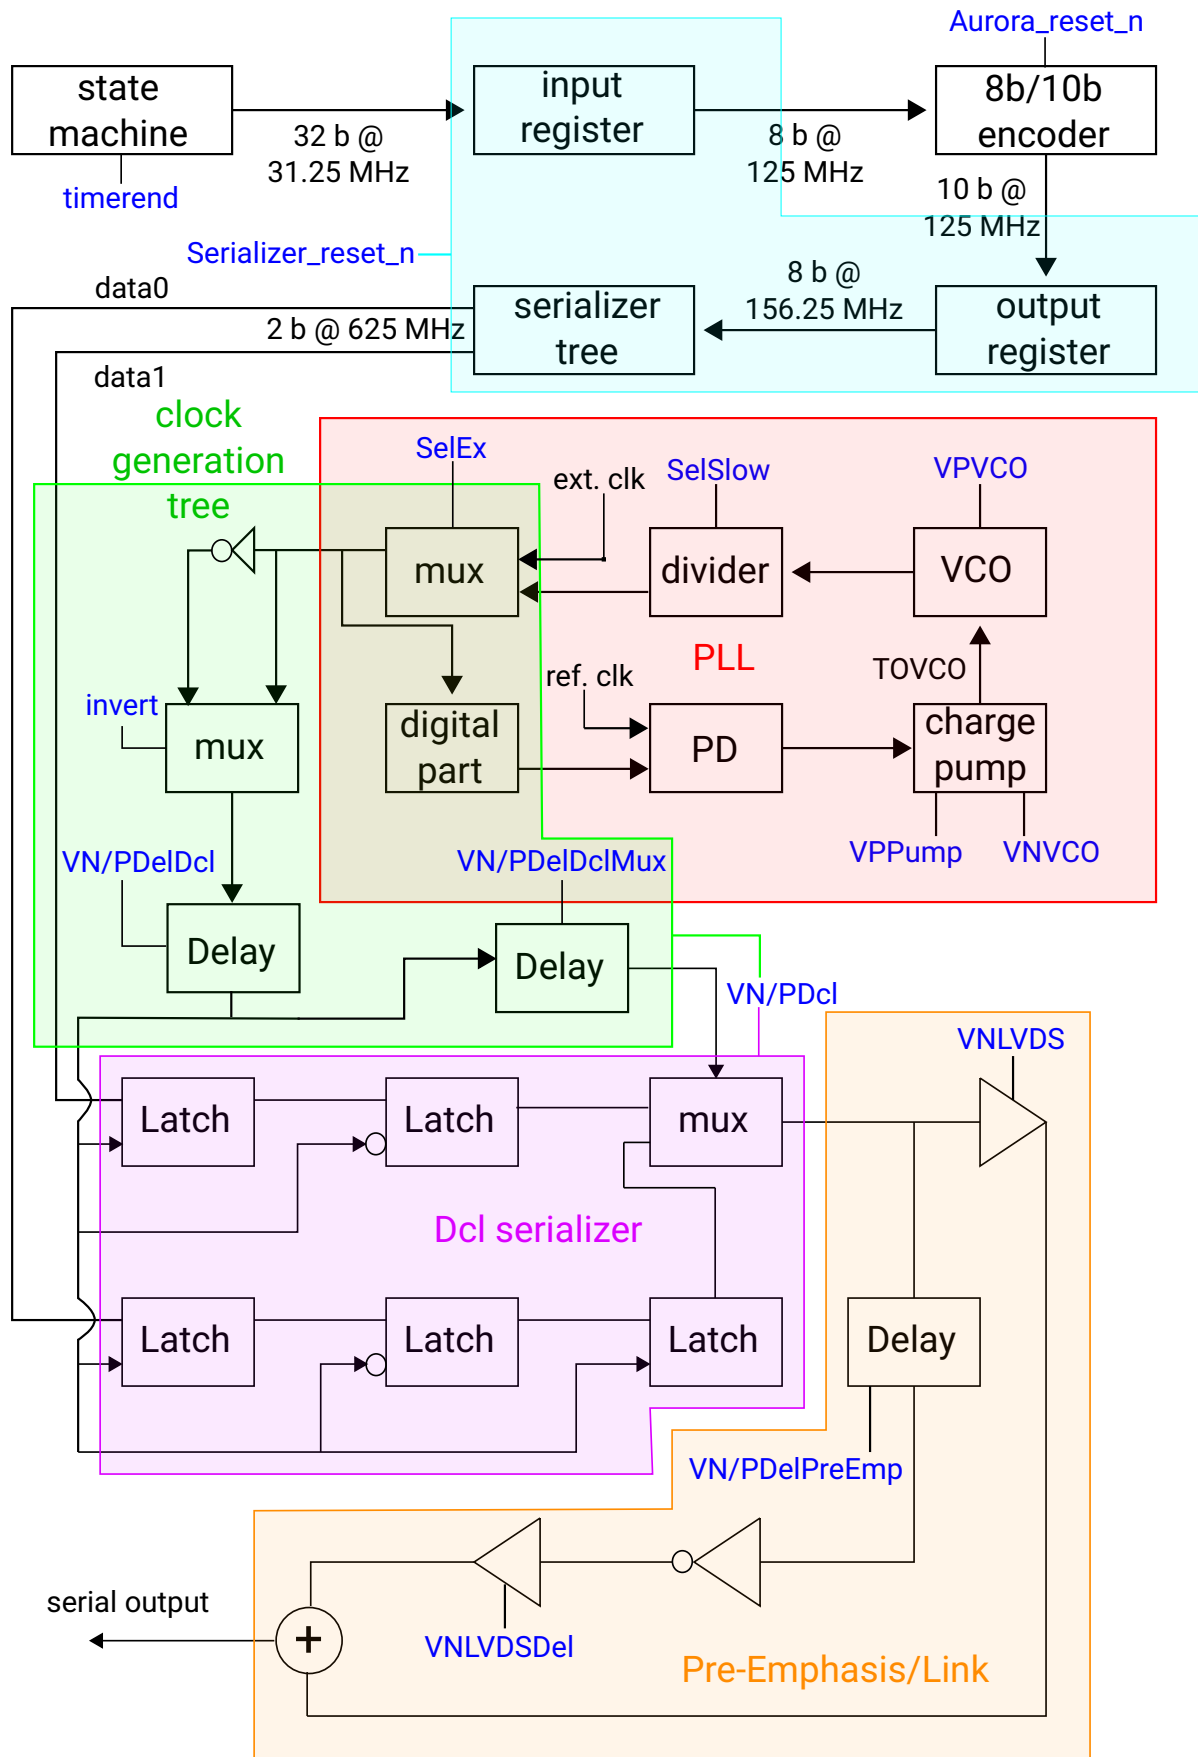 Aurora_reset_n
state
machine
input
register
8b/10b
encoder
32 b @
31.25 MHz
8 b @
125 MHz
timerend
10 b @
125 MHz
Serializer_reset_n
data0
8 b @
156.25 MHz
serializer
tree
output
register
2 b @ 625 MHz
data1
clock
generation
tree
SelEx
ext. clk
SelSlow
VPVCO
mux
divider
VCO
PLL
TOVCO
ref. clk
invert
mux
digital
part
PD
charge
pump
VN/PDelDcl
VN/PDelDclMux
VPPump
VNVCO
Delay
Delay
VN/PDcl
VNLVDS
Latch
Latch
mux
Dcl serializer
Latch
Latch
Latch
Delay
VN/PDelPreEmp
serial output
+
VNLVDSDel
Pre-Emphasis/Link